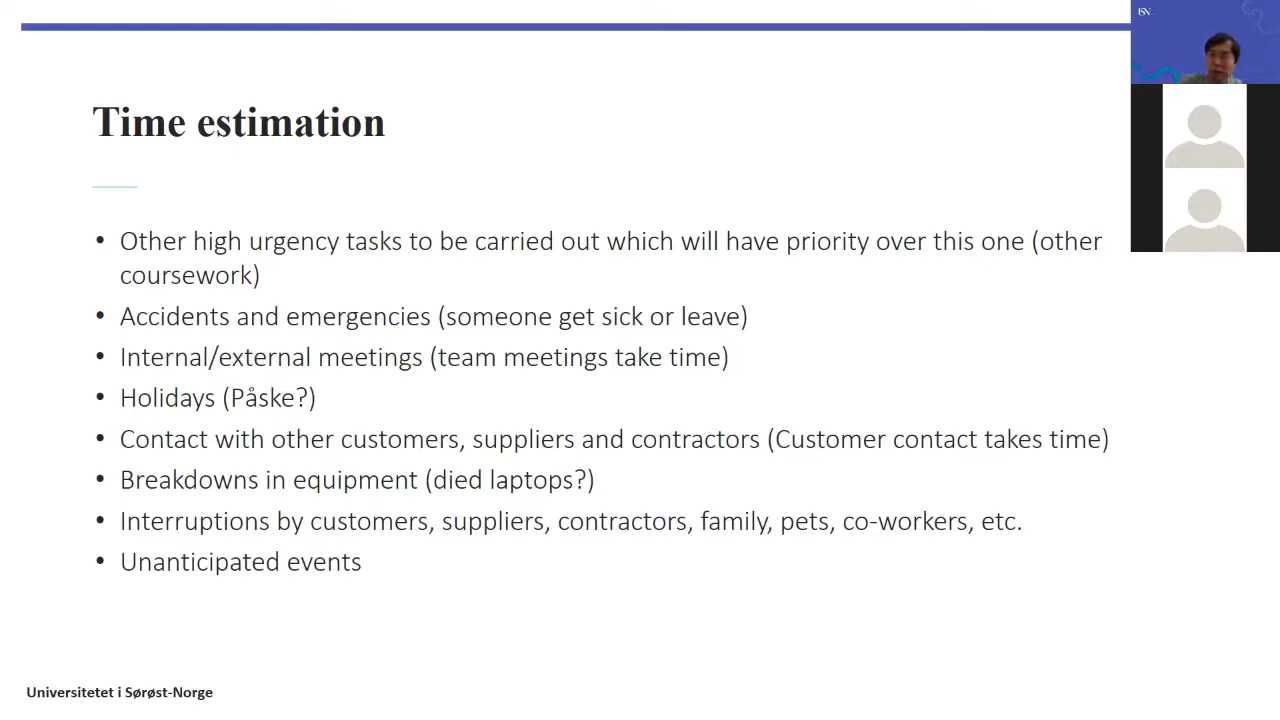 Time estimation
• Other high urgency tasks to be carried out which will have priority over this one (other
coursework)
• Accidents and emergencies (someone get sick or leave)
• Internal/external meetings (team meetings take time)
• Holidays (Påske?)
• Contact with other customers, suppliers and contractors (Customer contact takes time)
• Breakdowns in equipment (died laptops?)
• Interruptions by customers, suppliers, contractors, family, pets, co-workers, etc.
• Unanticipated events
Universitetet i Sørøst-Norge